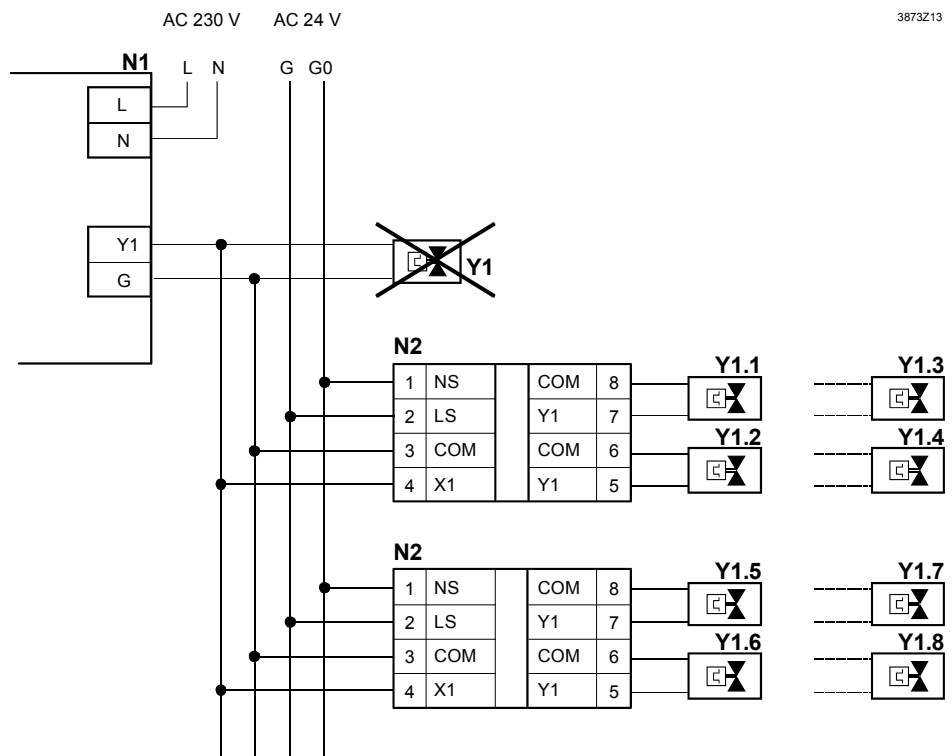 AC 230 V AC 24 V 3873Z13
N1 L N G G0
L
N
Y1
G
Y1
N2
1 NS COM 8
2 LS Y1 7
3 COM COM 6
4 X1 Y1 5
Y1.1 Y1.3
Y1.2 Y1.4
N2
1 NS COM 8
2 LS Y1 7
3 COM COM 6
4 X1 Y1 5
Y1.5 Y1.7
Y1.6 Y1.8